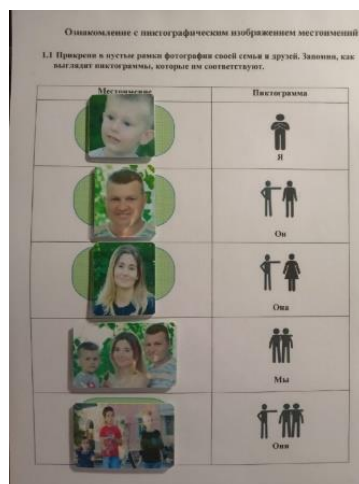 Ознакомление с пиктографическим изображением местоимений
1.1 Прикрепи в пустые рамки фотографии своей семьи и друзей. Запомни, как
выглядят пиктограммы, которые им соответствуют.
Местоимение Пиктограмма
Я
Он
Она
Мы
Они